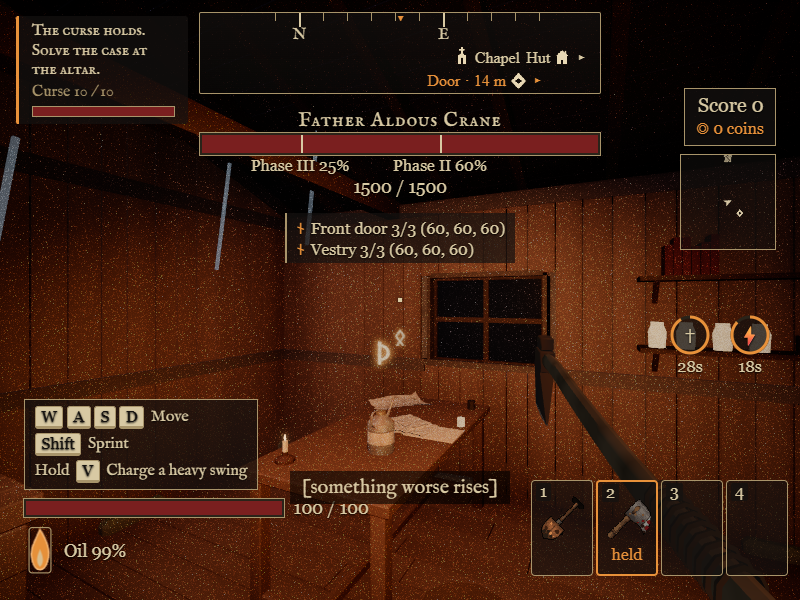 The curse holds.
Solve the case at
the altar.
Curse 10/10
N
E
Chapel Hut
Door · 14 m
Father Aldous Crane
Phase III 25%
Phase II 60%
1500 / 1500
Front door 3/3 (60, 60, 60)
Vestry 3/3 (60, 60, 60)
Score 0
0 coins
N
28s
18s
ᚦ ᛟ
W A S D Move
Shift Sprint
Hold V Charge a heavy swing
[something worse rises]
100 / 100
Oil 99%
1
2
held
3
4